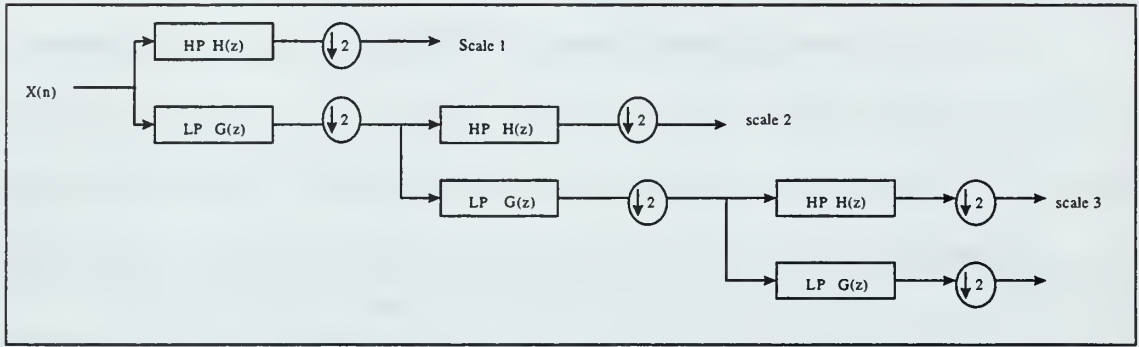 HP H(z)
↓ 2
Scale 1
X(n)
LP G(z)
↓ 2
HP H(z)
↓ 2
scale 2
LP G(z)
↓ 2
HP H(z)
↓ 2
scale 3
LP G(z)
↓ 2